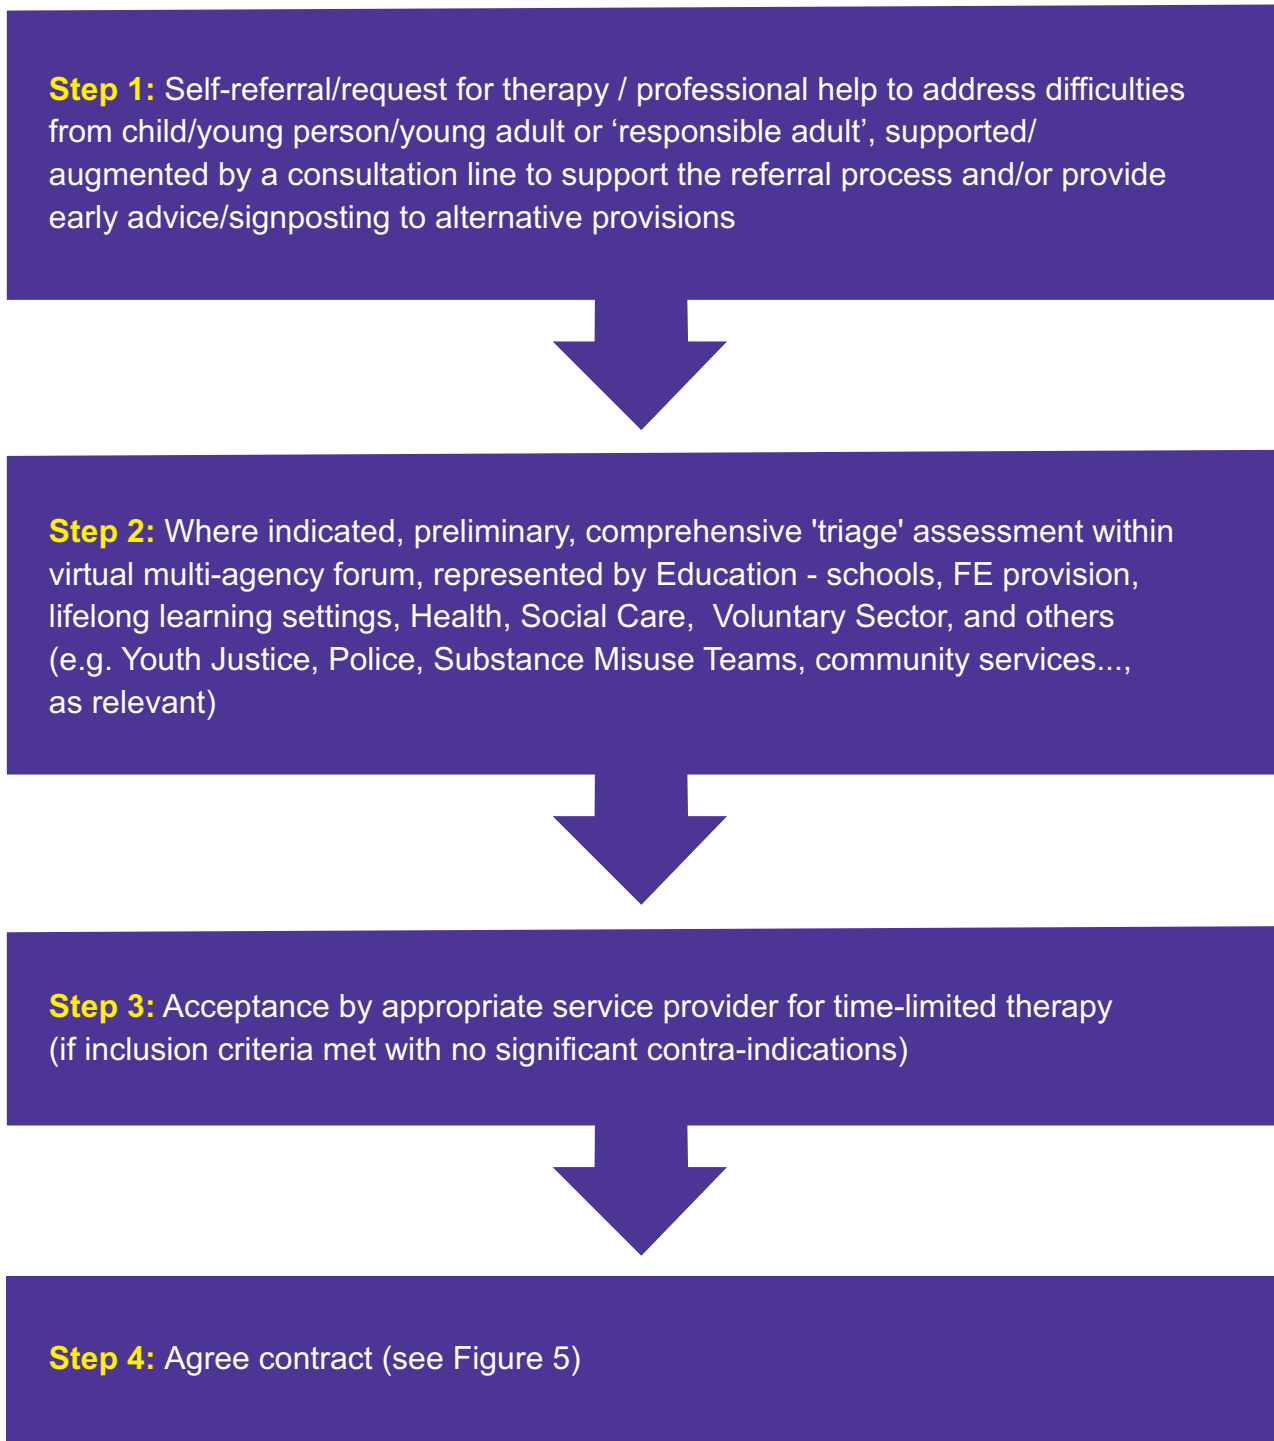 Step 1: Self-referral/request for therapy / professional help to address difficulties
from child/young person/young adult or ‘responsible adult’, supported/
augmented by a consultation line to support the referral process and/or provide
early advice/signposting to alternative provisions
Step 2: Where indicated, preliminary, comprehensive 'triage' assessment within
virtual multi-agency forum, represented by Education - schools, FE provision,
lifelong learning settings, Health, Social Care,  Voluntary Sector, and others
(e.g. Youth Justice, Police, Substance Misuse Teams, community services...,
as relevant)
Step 3: Acceptance by appropriate service provider for time-limited therapy
(if inclusion criteria met with no significant contra-indications)
Step 4: Agree contract (see Figure 5)